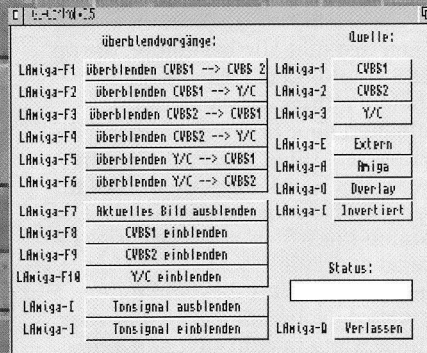 überblendvorgänge:
Quelle:
LAmiga-F1 überblenden CVBS1 --> CVBS 2
LAmiga-1 CVBS1
LAmiga-F2 überblenden CVBS1 --> Y/C
LAmiga-2 CVBS2
LAmiga-F3 überblenden CVBS2 --> CVBS1
LAmiga-3 Y/C
LAmiga-F4 überblenden CVBS2 --> Y/C
LAmiga-E Extern
LAmiga-F5 überblenden Y/C --> CVBS1
LAmiga-A Amiga
LAmiga-F6 überblenden Y/C --> CVBS2
LAmiga-O Overlay
LAmiga-F7 Aktuelles Bild ausblenden
LAmiga-I Invertiert
LAmiga-F8 CVBS1 einblenden
LAmiga-F9 CVBS2 einblenden
LAmiga-F10 Y/C einblenden
Status:
LAmiga-[ Tonsignal ausblenden
LAmiga-] Tonsignal einblenden
LAmiga-Q Verlassen